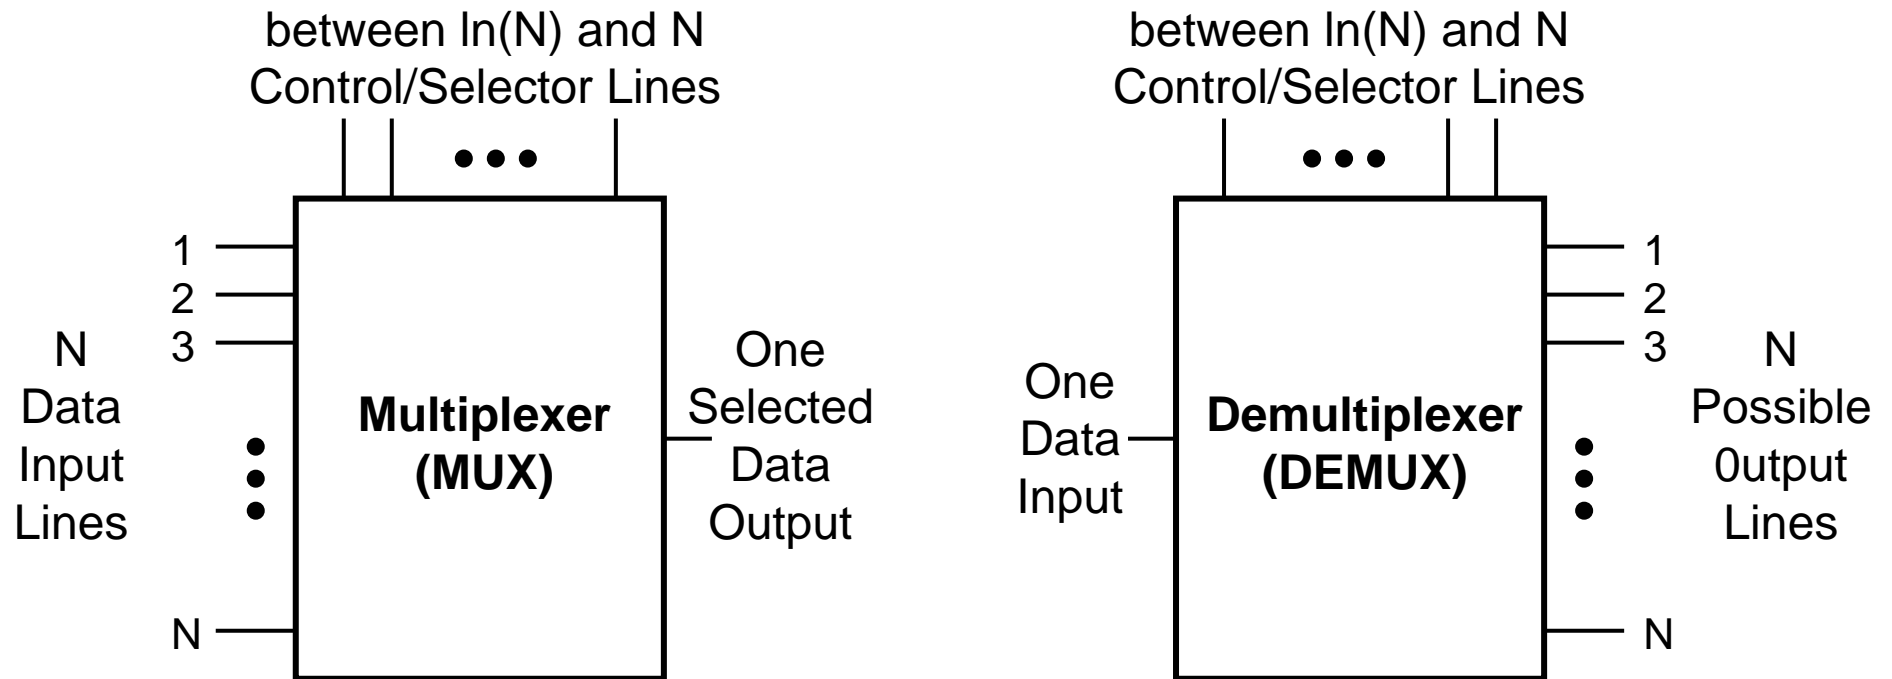 between ln(N) and N
Control/Selector Lines
1
2
3
N
N
Data
Input
Lines
Multiplexer
(MUX)
One
Selected
Data
Output
between ln(N) and N
Control/Selector Lines
One
Data
Input
Demultiplexer
(DEMUX)
1
2
3
N
N
Possible
0utput
Lines